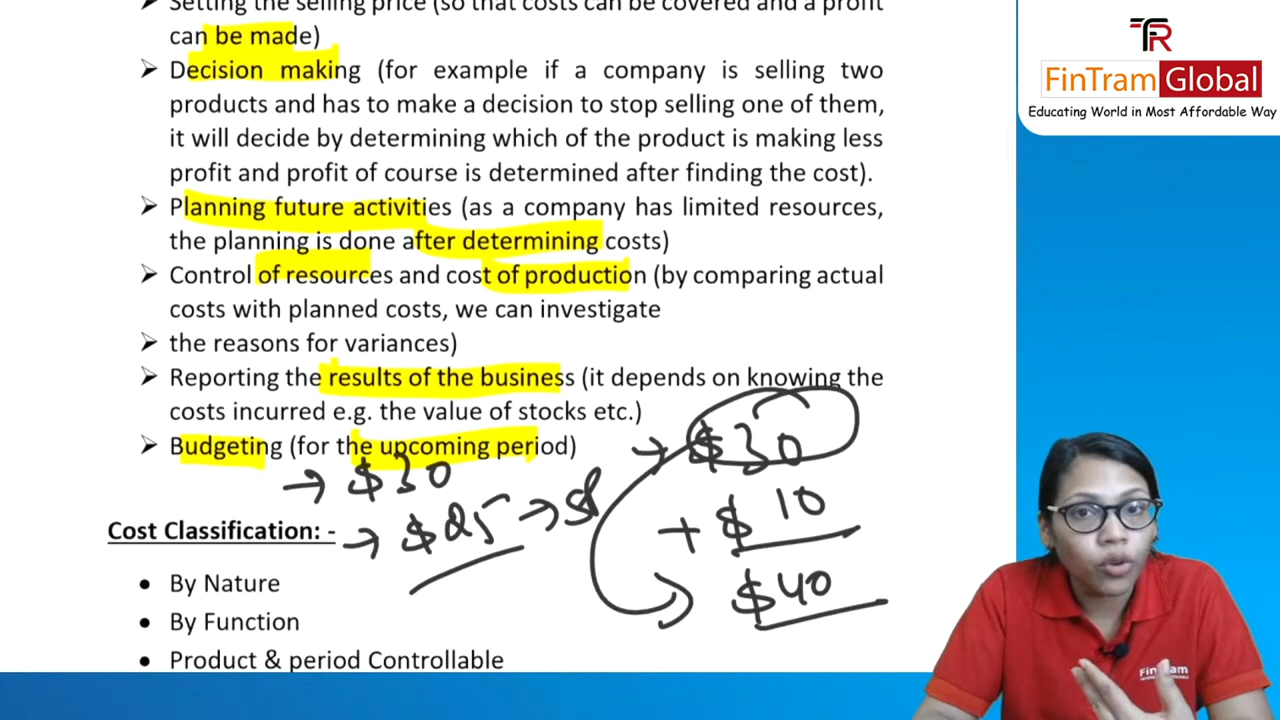 Setting the selling price (so that costs can be covered and a profit
can be made)
➤ Decision making (for example if a company is selling two
products and has to make a decision to stop selling one of them,
it will decide by determining which of the product is making less
profit and profit of course is determined after finding the cost).
➤ Planning future activities (as a company has limited resources,
the planning is done after determining costs)
➤ Control of resources and cost of production (by comparing actual
costs with planned costs, we can investigate
➤ the reasons for variances)
➤ Reporting the results of the business (it depends on knowing the
costs incurred e.g. the value of stocks etc.)
➤ Budgeting (for the upcoming period)
→ $30
→ $25 →
→ $30
+ $ 10
$40
Cost Classification: -
• By Nature
• By Function
• Product & period Controllable
TR
FinTram Global
Educating World in Most Affordable Way